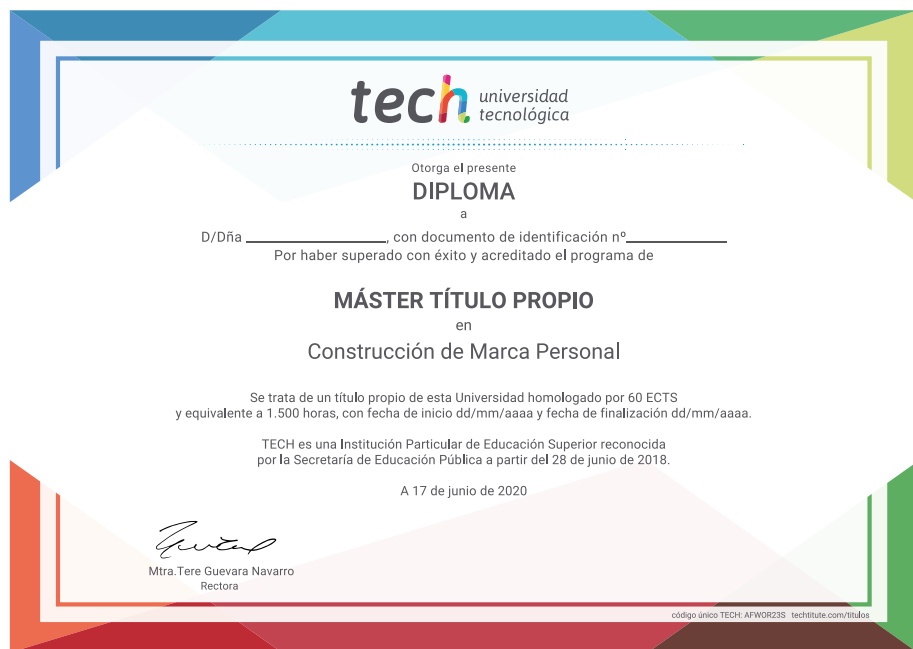 tech universidad
tecnológica
Otorga el presente
DIPLOMA
a
D/Dña ______________, con documento de identificación nº__________
Por haber superado con éxito y acreditado el programa de
MÁSTER TÍTULO PROPIO
en
Construcción de Marca Personal
Se trata de un título propio de esta Universidad homologado por 60 ECTS
y equivalente a 1.500 horas, con fecha de inicio dd/mm/aaaa y fecha de finalización dd/mm/aaaa.
TECH es una Institución Particular de Educación Superior reconocida
por la Secretaría de Educación Pública a partir del 28 de junio de 2018.
A 17 de junio de 2020
Mtra.Tere Guevara Navarro
Rectora
código único TECH: AFWOR23S techtitute.com/titulos